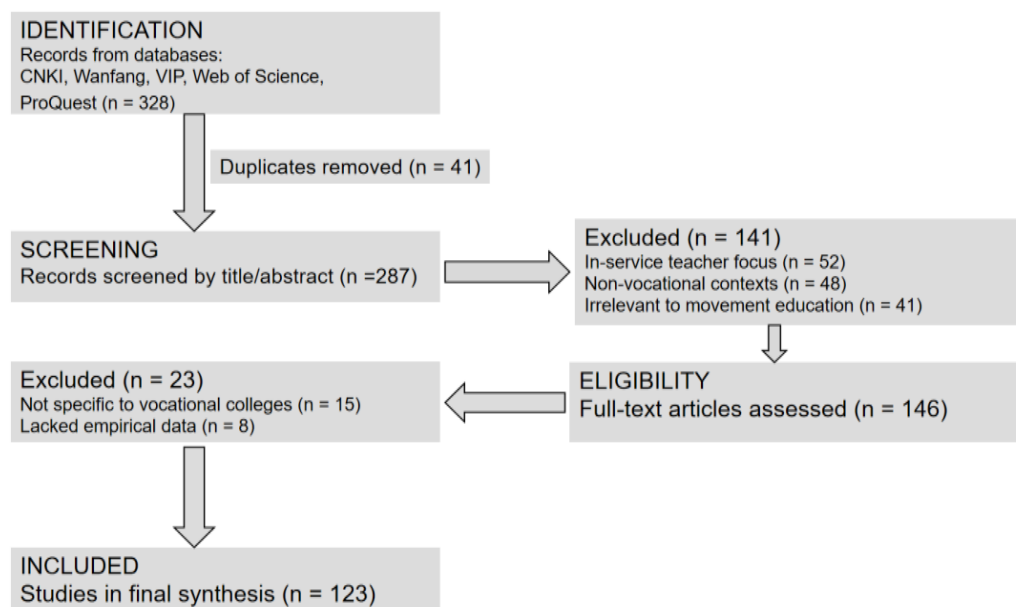 IDENTIFICATION
Records from databases:
CNKI, Wanfang, VIP, Web of Science,
ProQuest (n = 328)
Duplicates removed (n = 41)
SCREENING
Records screened by title/abstract (n =287)
Excluded (n = 141)
In-service teacher focus (n = 52)
Non-vocational contexts (n = 48)
Irrelevant to movement education (n = 41)
ELIGIBILITY
Full-text articles assessed (n = 146)
Excluded (n = 23)
Not specific to vocational colleges (n = 15)
Lacked empirical data (n = 8)
INCLUDED
Studies in final synthesis (n = 123)